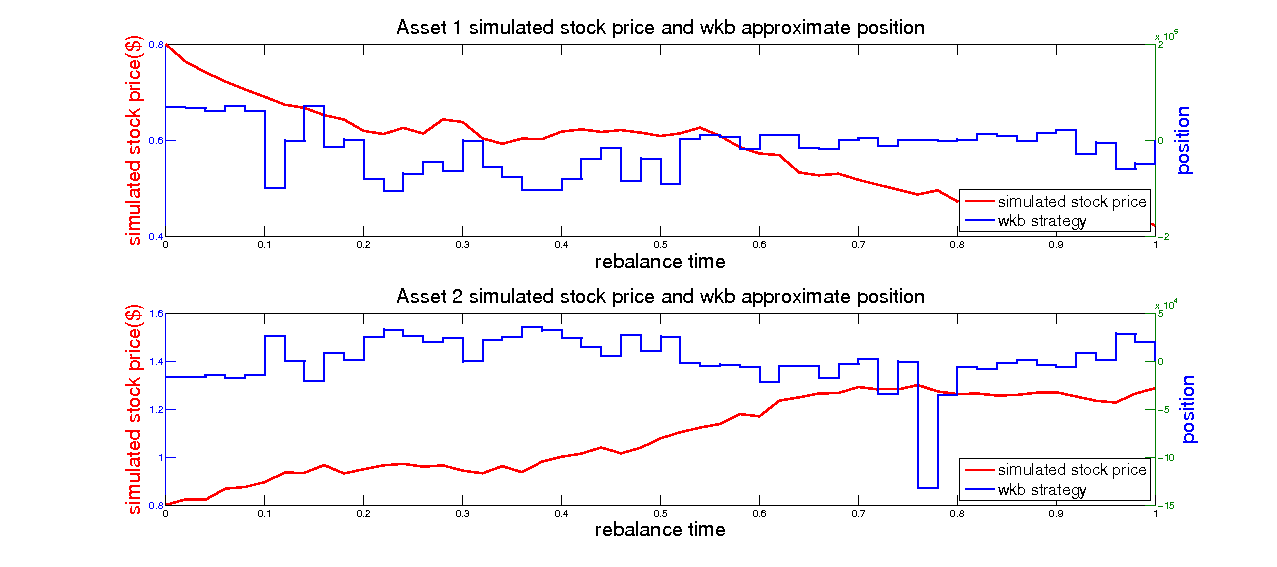 Asset 1 simulated stock price and wkb approximate position
x 10^5
0.8
2
0.6
0
0.4
-2
simulated stock price($)
position
simulated stock price
wkb strategy
0 0.1 0.2 0.3 0.4 0.5 0.6 0.7 0.8 0.9 1
rebalance time
Asset 2 simulated stock price and wkb approximate position
x 10^4
1.6
5
1.4
0
1.2
-5
1
-10
0.8
-15
simulated stock price($)
position
simulated stock price
wkb strategy
0 0.1 0.2 0.3 0.4 0.5 0.6 0.7 0.8 0.9 1
rebalance time